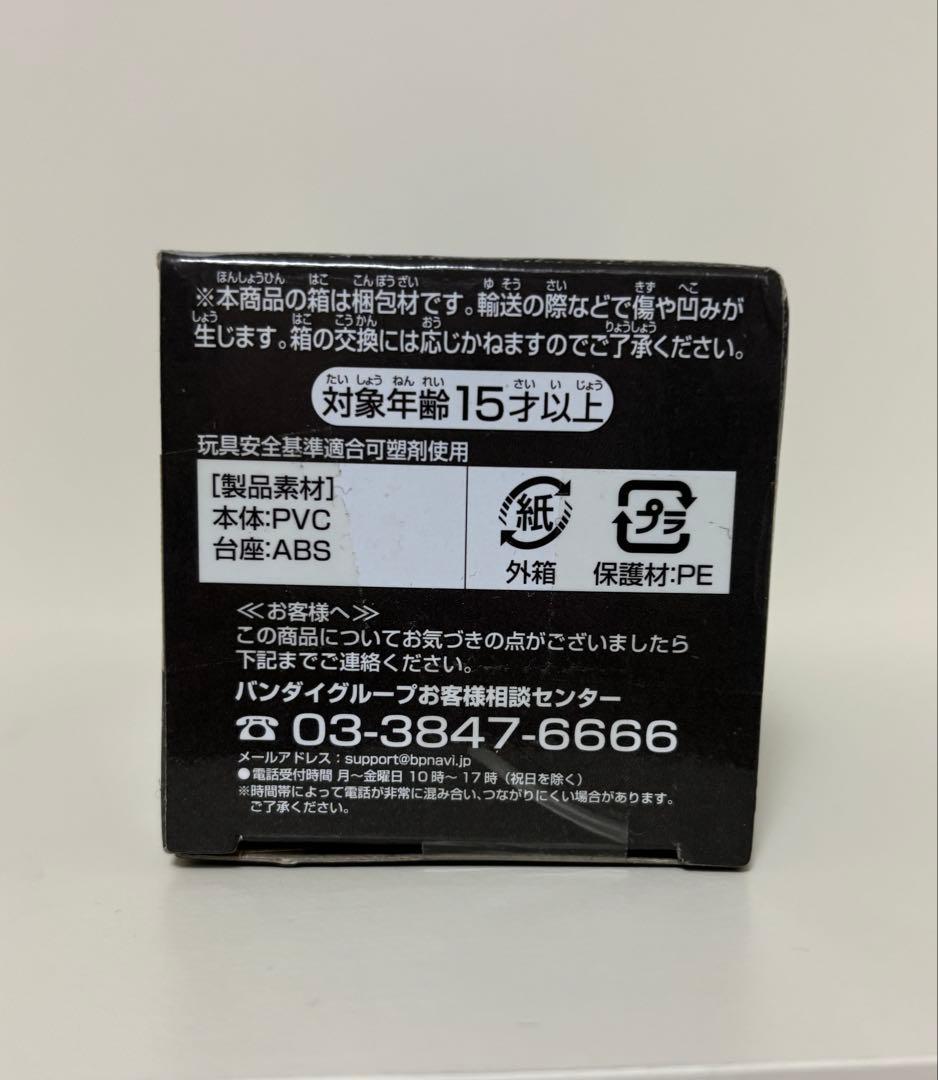 ※本商品の箱は梱包材です。輸送の際などで傷や凹みが
生じます。箱の交換には応じかねますのでご了承ください。
対象年齢15才以上
玩具安全基準適合可塑剤使用
[製品素材]
本体:PVC
台座:ABS
紙
外箱
プラ
保護材:PE
≪お客様へ≫
この商品についてお気づきの点がございましたら
下記までご連絡ください。
バンダイグループお客様相談センター
☎ 03-3847-6666
メールアドレス：support@bpnavi.jp
●電話受付時間 月〜金曜日 10時〜17時（祝日を除く）
※時間帯によって電話が非常に混み合い、つながりにくい場合があります。
ご了承ください。